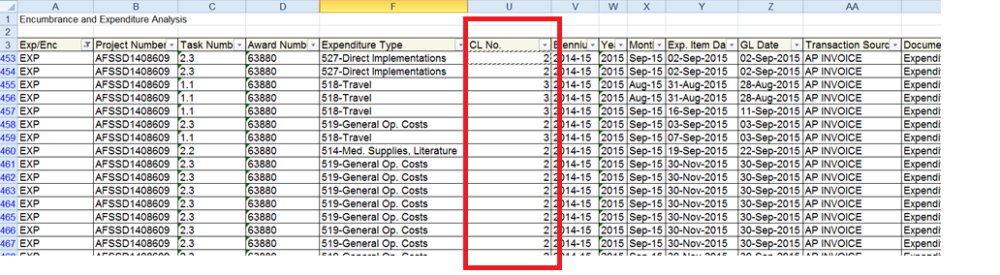 A B C D F U V W X Y Z AA
1 Encumbrance and Expenditure Analysis
2
3 Exp/Enc Project Number Task Numb Award Numb Expenditure Type CL No. Biennium Ye Mont Exp. Item Da GL Date Transaction Sourc Docume
453 EXP AFSSD1408609 2.3 63880 527-Direct Implementations 2 2014-15 2015 Sep-15 02-Sep-2015 02-Sep-2015 AP INVOICE Expendi
454 EXP AFSSD1408609 2.3 63880 527-Direct Implementations 2 2014-15 2015 Sep-15 02-Sep-2015 02-Sep-2015 AP INVOICE Expendi
455 EXP AFSSD1408609 1.1 63880 518-Travel 3 2014-15 2015 Aug-15 31-Aug-2015 28-Aug-2015 AP INVOICE Expendi
456 EXP AFSSD1408609 1.1 63880 518-Travel 3 2014-15 2015 Aug-15 31-Aug-2015 28-Aug-2015 AP INVOICE Expendi
457 EXP AFSSD1408609 1.1 63880 518-Travel 3 2014-15 2015 Sep-15 16-Sep-2015 11-Sep-2015 AP INVOICE Expendi
458 EXP AFSSD1408609 2.3 63880 519-General Op. Costs 2 2014-15 2015 Sep-15 03-Sep-2015 03-Sep-2015 AP INVOICE Expendi
459 EXP AFSSD1408609 1.1 63880 518-Travel 3 2014-15 2015 Sep-15 07-Sep-2015 03-Sep-2015 AP INVOICE Expendi
460 EXP AFSSD1408609 2.2 63880 514-Med. Supplies, Literature 2 2014-15 2015 Sep-15 19-Sep-2015 22-Sep-2015 AP INVOICE Expendi
461 EXP AFSSD1408609 2.3 63880 519-General Op. Costs 2 2014-15 2015 Sep-15 30-Nov-2015 30-Sep-2015 AP INVOICE Expendi
462 EXP AFSSD1408609 2.3 63880 519-General Op. Costs 2 2014-15 2015 Sep-15 30-Nov-2015 30-Sep-2015 AP INVOICE Expendi
463 EXP AFSSD1408609 2.3 63880 519-General Op. Costs 2 2014-15 2015 Sep-15 30-Nov-2015 30-Sep-2015 AP INVOICE Expendi
464 EXP AFSSD1408609 2.3 63880 519-General Op. Costs 2 2014-15 2015 Sep-15 30-Nov-2015 30-Sep-2015 AP INVOICE Expendi
465 EXP AFSSD1408609 2.3 63880 519-General Op. Costs 2 2014-15 2015 Sep-15 30-Nov-2015 30-Sep-2015 AP INVOICE Expendi
466 EXP AFSSD1408609 2.3 63880 519-General Op. Costs 2 2014-15 2015 Sep-15 30-Nov-2015 30-Sep-2015 AP INVOICE Expendi
467 EXP AFSSD1408609 2.3 63880 519-General Op. Costs 2 2014-15 2015 Sep-15 30-Nov-2015 30-Sep-2015 AP INVOICE Expendi